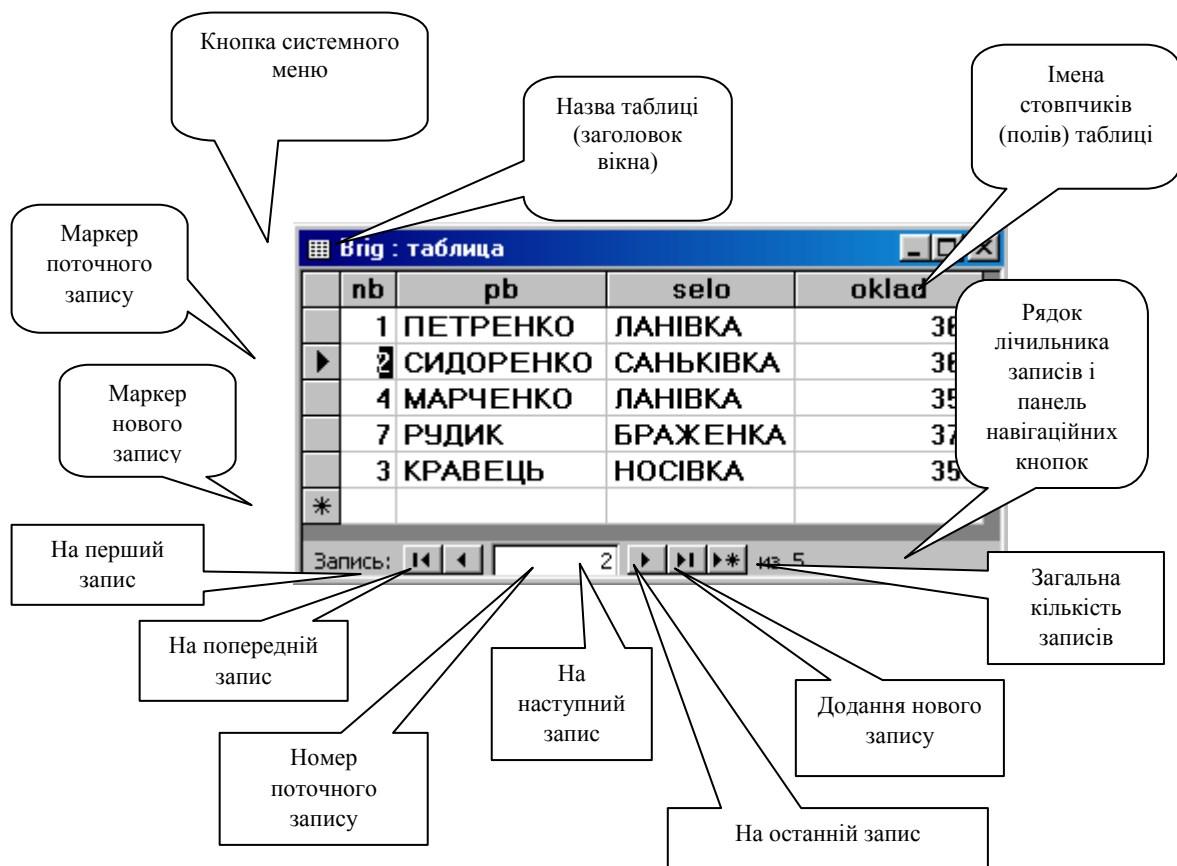 Кнопка системного
меню
Назва таблиці
(заголовок
вікна)
Імена
стовпчиків
(полів) таблиці
Маркер
поточного
запису
Brig : таблица
nb pb selo oklad
1 ПЕТРЕНКО ЛАНІВКА
2 СИДОРЕНКО САНЬКІВКА
4 МАРЧЕНКО ЛАНІВКА
7 РУДИК БРАЖЕНКА
3 КРАВЕЦЬ НОСІВКА
Рядок
лічильника
записів і
панель
навігаційних
кнопок
Маркер
нового
запису
Запись: 2 из 5
На перший
запис
Загальна
кількість
записів
На попередній
запис
На
наступний
запис
Додання нового
запису
Номер
поточного
запису
На останній запис